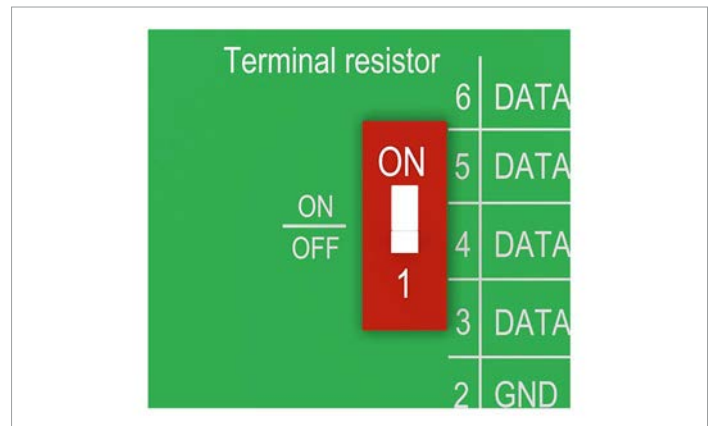 Terminal resistor
6 DATA
ON
5 DATA
ON
OFF
4 DATA
1
3 DATA
2 GND